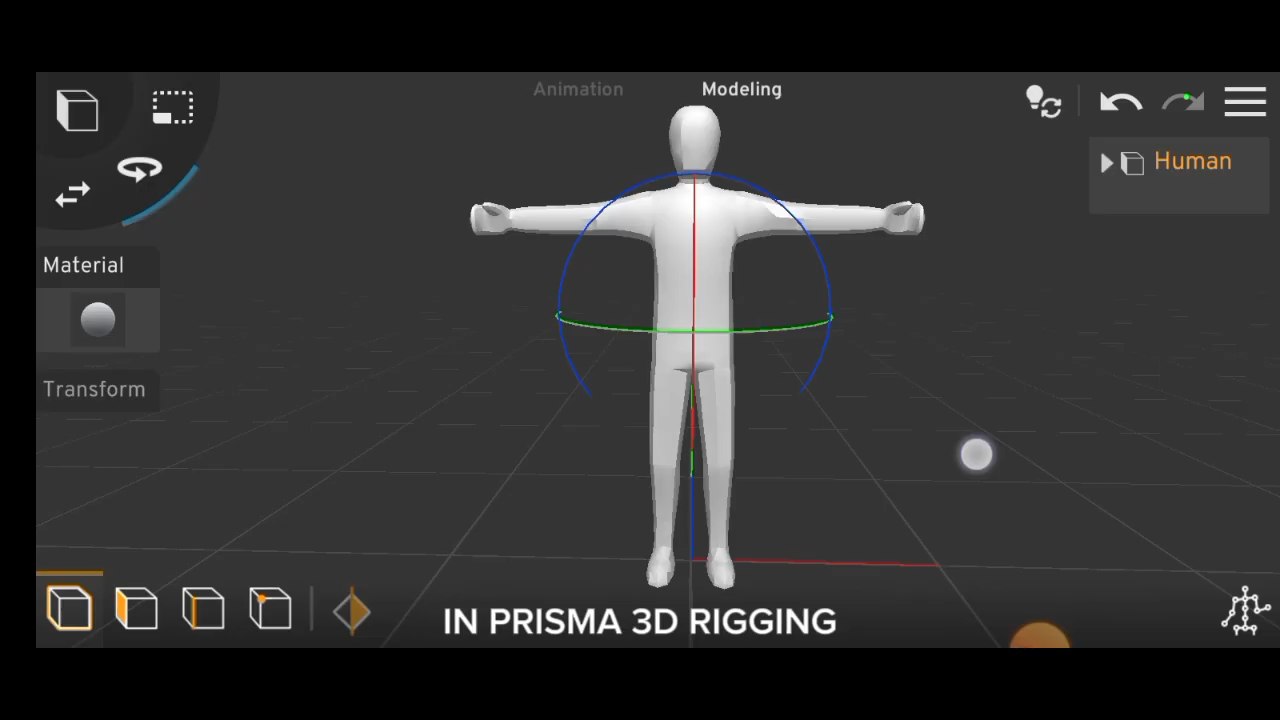 Animation
Modeling
Human
Material
Transform
IN PRISMA 3D RIGGING